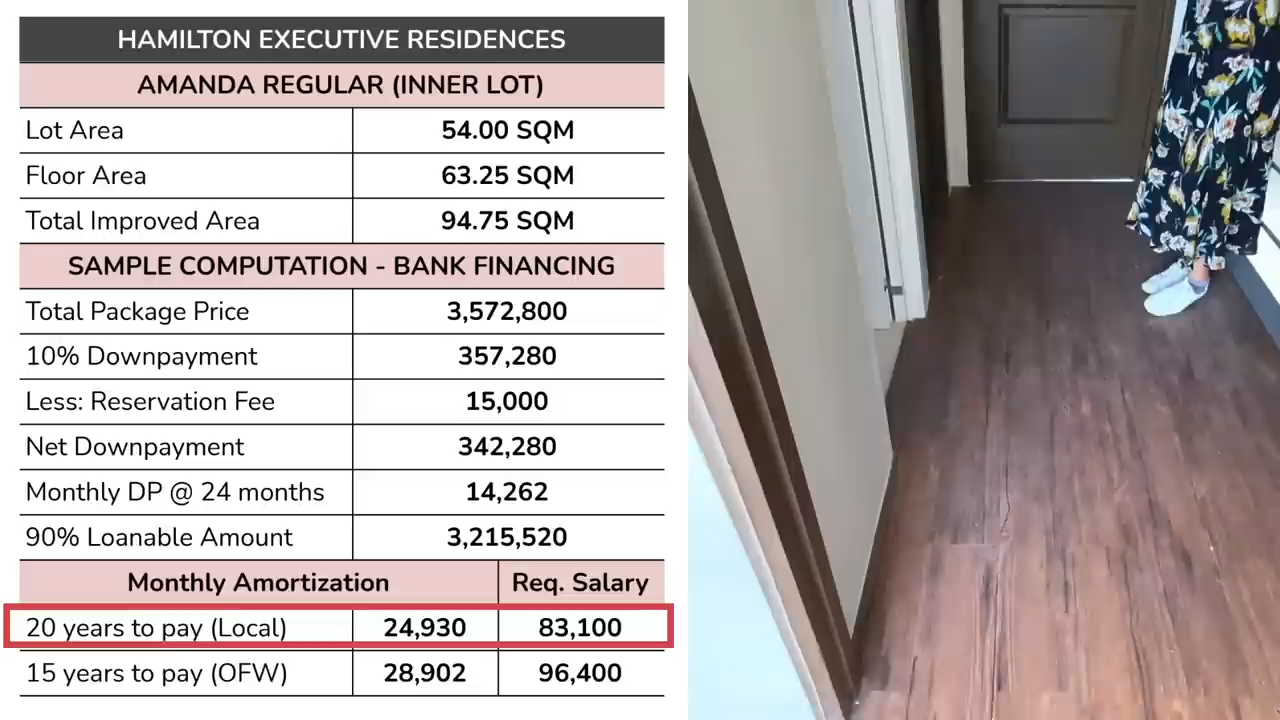 HAMILTON EXECUTIVE RESIDENCES
AMANDA REGULAR (INNER LOT)
Lot Area 54.00 SQM
Floor Area 63.25 SQM
Total Improved Area 94.75 SQM
SAMPLE COMPUTATION - BANK FINANCING
Total Package Price 3,572,800
10% Downpayment 357,280
Less: Reservation Fee 15,000
Net Downpayment 342,280
Monthly DP @ 24 months 14,262
90% Loanable Amount 3,215,520
Monthly Amortization Req. Salary
20 years to pay (Local) 24,930 83,100
15 years to pay (OFW) 28,902 96,400